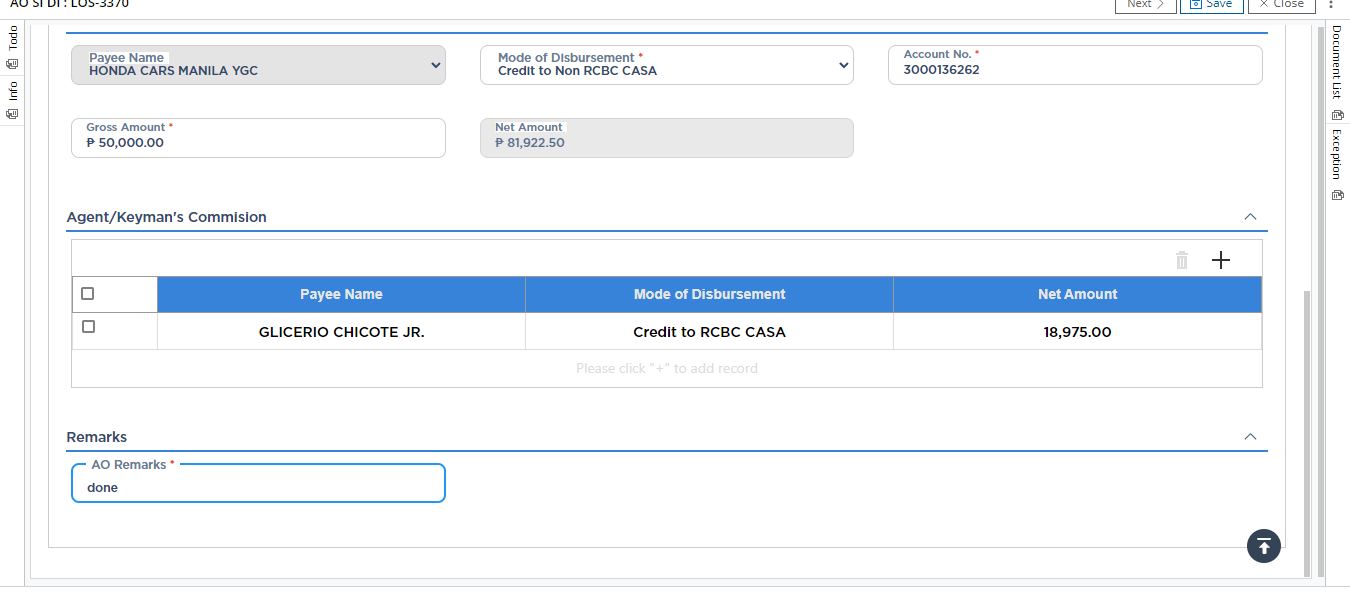 AO SI DI : LOS-3370
Next
Save
Close
Todo
Info
Payee Name
HONDA CARS MANILA YGC
Mode of Disbursement *
Credit to Non RCBC CASA
Account No. *
3000136262
Gross Amount *
₱ 50,000.00
Net Amount
₱ 81,922.50
Agent/Keyman's Commision
Payee Name Mode of Disbursement Net Amount
GLICERIO CHICOTE JR. Credit to RCBC CASA 18,975.00
Please click "+" to add record
Remarks
AO Remarks *
done
Document List
Exception